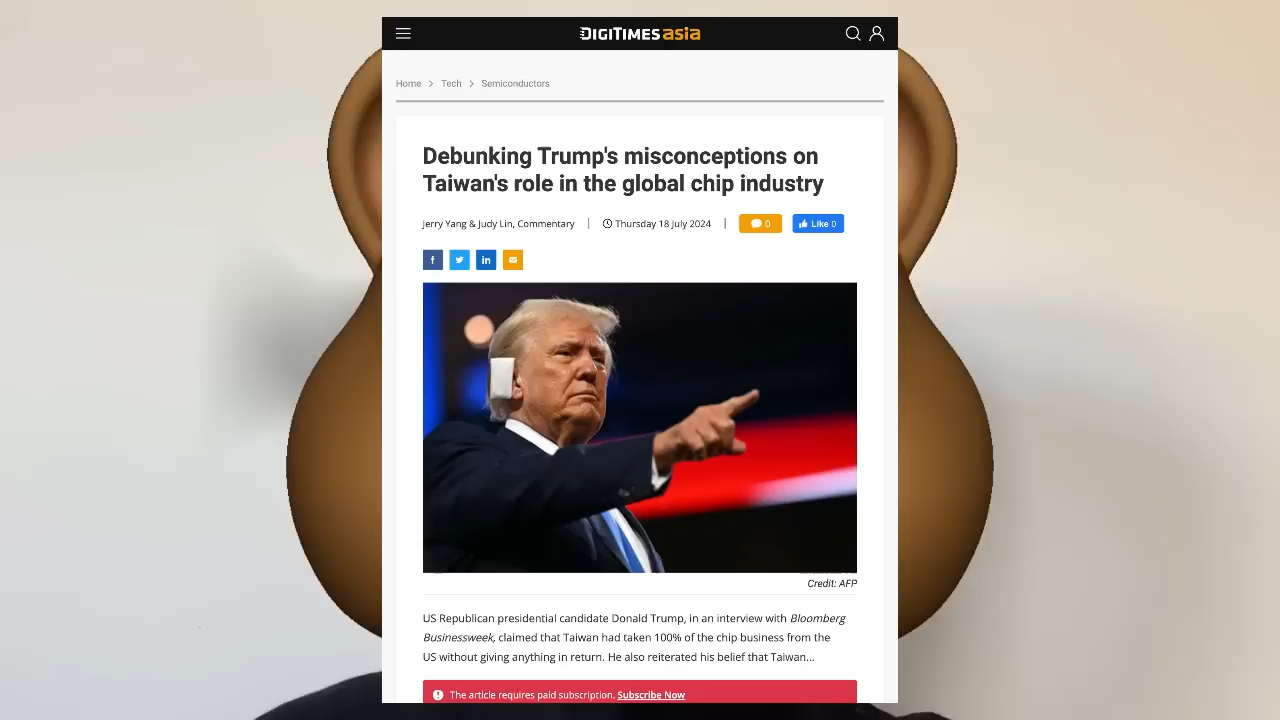 DIGITIMES asia
Home > Tech > Semiconductors
Debunking Trump's misconceptions on
Taiwan's role in the global chip industry
Jerry Yang & Judy Lin, Commentary | Thursday 18 July 2024 | 0 Like 0
Credit: AFP
US Republican presidential candidate Donald Trump, in an interview with Bloomberg
Businessweek, claimed that Taiwan had taken 100% of the chip business from the
US without giving anything in return. He also reiterated his belief that Taiwan...
The article requires paid subscription. Subscribe Now